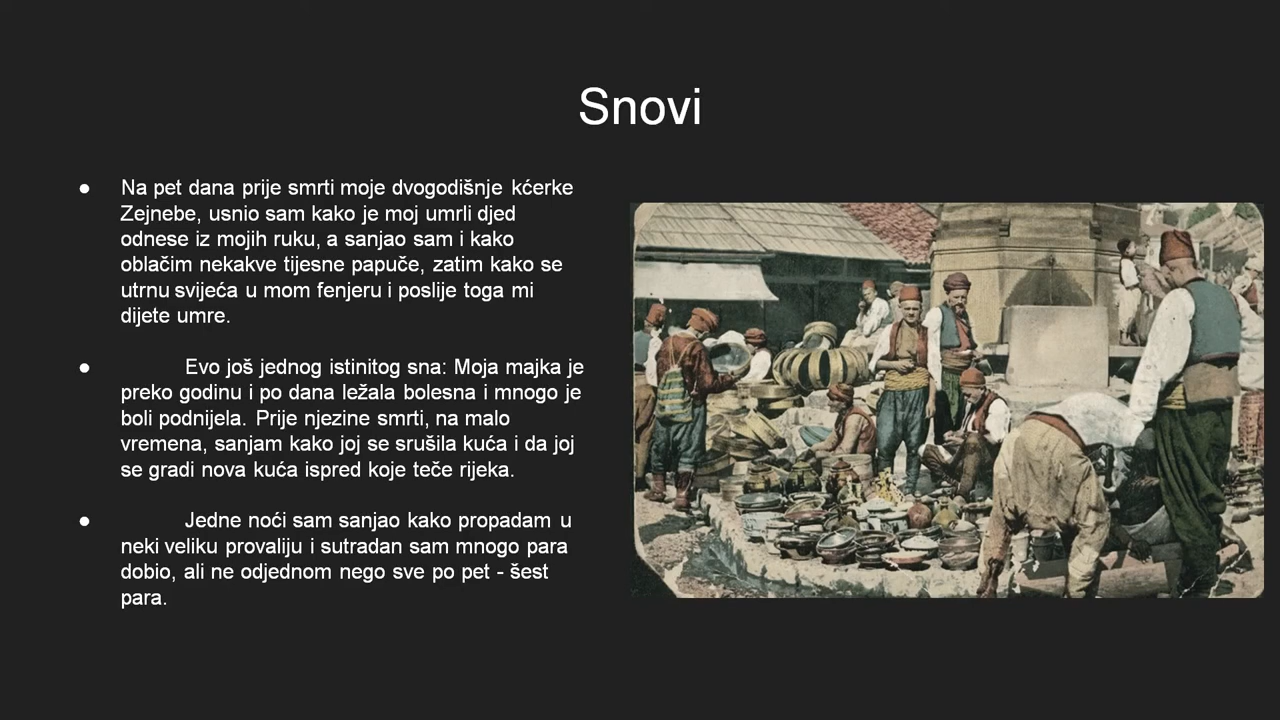 Snovi
● Na pet dana prije smrti moje dvogodišnje kćerke
Zejnebe, usnio sam kako je moj umrli djed
odnese iz mojih ruku, a sanjao sam i kako
oblačim nekakve tijesne papuče, zatim kako se
utrnu svijeća u mom fenjeru i poslije toga mi
dijete umre.
● Evo još jednog istinitog sna: Moja majka je
preko godinu i po dana ležala bolesna i mnogo je
boli podnijela. Prije njezine smrti, na malo
vremena, sanjam kako joj se srušila kuća i da joj
se gradi nova kuća ispred koje teče rijeka.
● Jedne noći sam sanjao kako propadam u
neki veliku provaliju i sutradan sam mnogo para
dobio, ali ne odjednom nego sve po pet - šest
para.